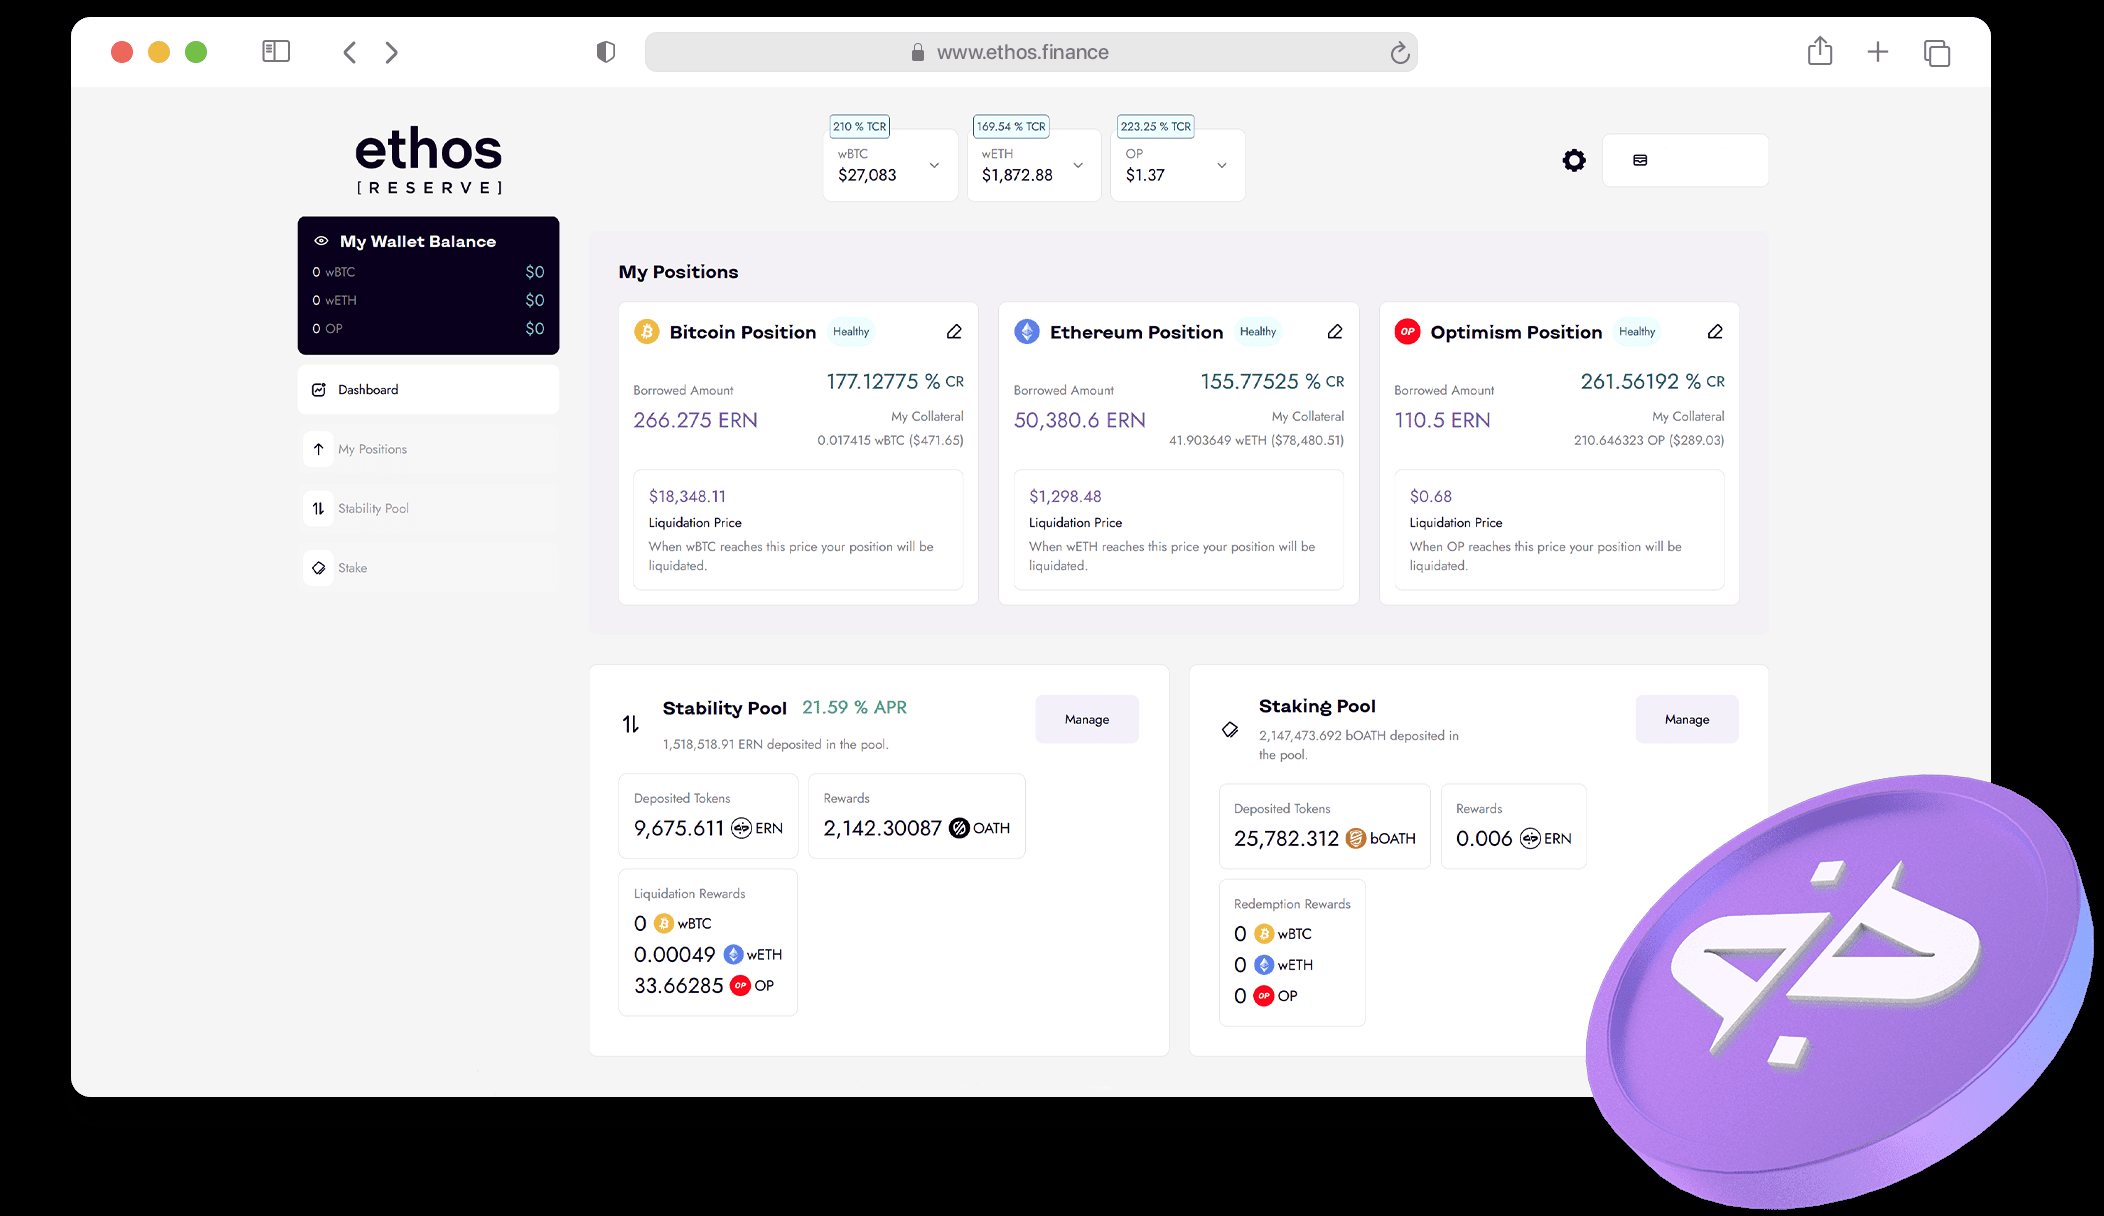 www.ethos.finance
ethos
[RESERVE]
210 % TCR
wBTC
$27,083
169.54 % TCR
wETH
$1,872.88
223.25 % TCR
OP
$1.37
My Wallet Balance
0 wBTC $0
0 wETH $0
0 OP $0
Dashboard
My Positions
Stability Pool
Stake
My Positions
Bitcoin Position Healthy
177.12775 % CR
Borrowed Amount
266.275 ERN
My Collateral
0.017415 wBTC ($471.65)
$18,348.11
Liquidation Price
When wBTC reaches this price your position will be
liquidated.
Ethereum Position Healthy
155.77525 % CR
Borrowed Amount
50,380.6 ERN
My Collateral
41.903649 wETH ($78,480.51)
$1,298.48
Liquidation Price
When wETH reaches this price your position will be
liquidated.
OP Optimism Position Healthy
261.56192 % CR
Borrowed Amount
110.5 ERN
My Collateral
210.646323 OP ($289.03)
$0.68
Liquidation Price
When OP reaches this price your position will be
liquidated.
Stability Pool 21.59 % APR
1,518,518.91 ERN deposited in the pool.
Manage
Deposited Tokens
9,675.611 ERN
Rewards
2,142.30087 OATH
Liquidation Rewards
0 wBTC
0.00049 wETH
33.66285 OP OP
Staking Pool
2,147,473.692 bOATH deposited in
the pool.
Manage
Deposited Tokens
25,782.312 bOATH
Rewards
0.006 ERN
Redemption Rewards
0 wBTC
0 wETH
0 OP OP